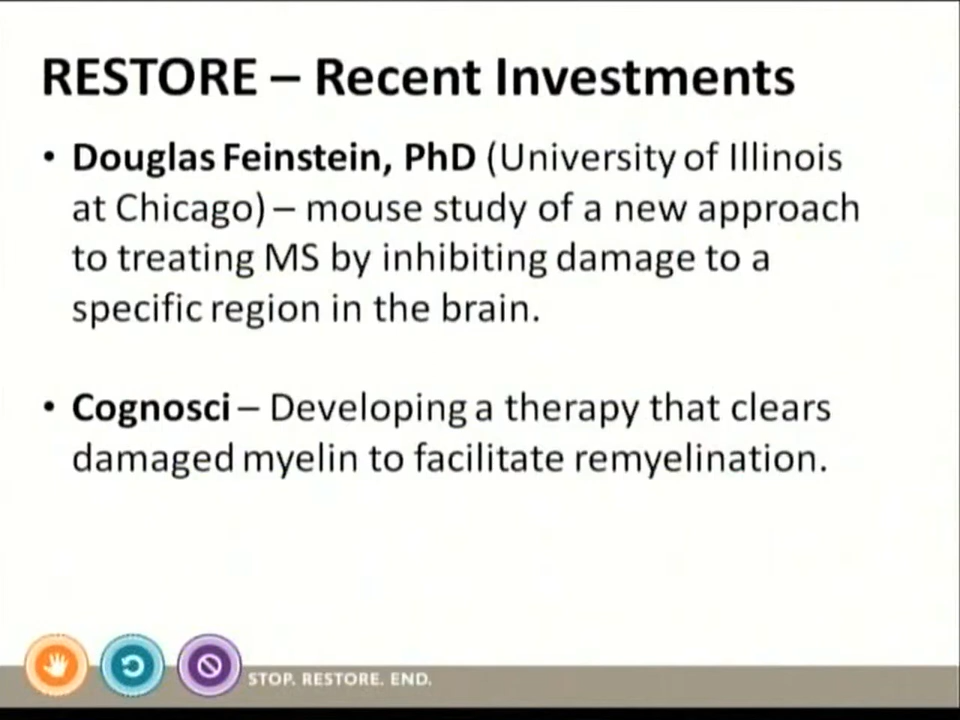 RESTORE – Recent Investments
• Douglas Feinstein, PhD (University of Illinois
at Chicago) – mouse study of a new approach
to treating MS by inhibiting damage to a
specific region in the brain.
• Cognosci – Developing a therapy that clears
damaged myelin to facilitate remyelination.
STOP. RESTORE. END.